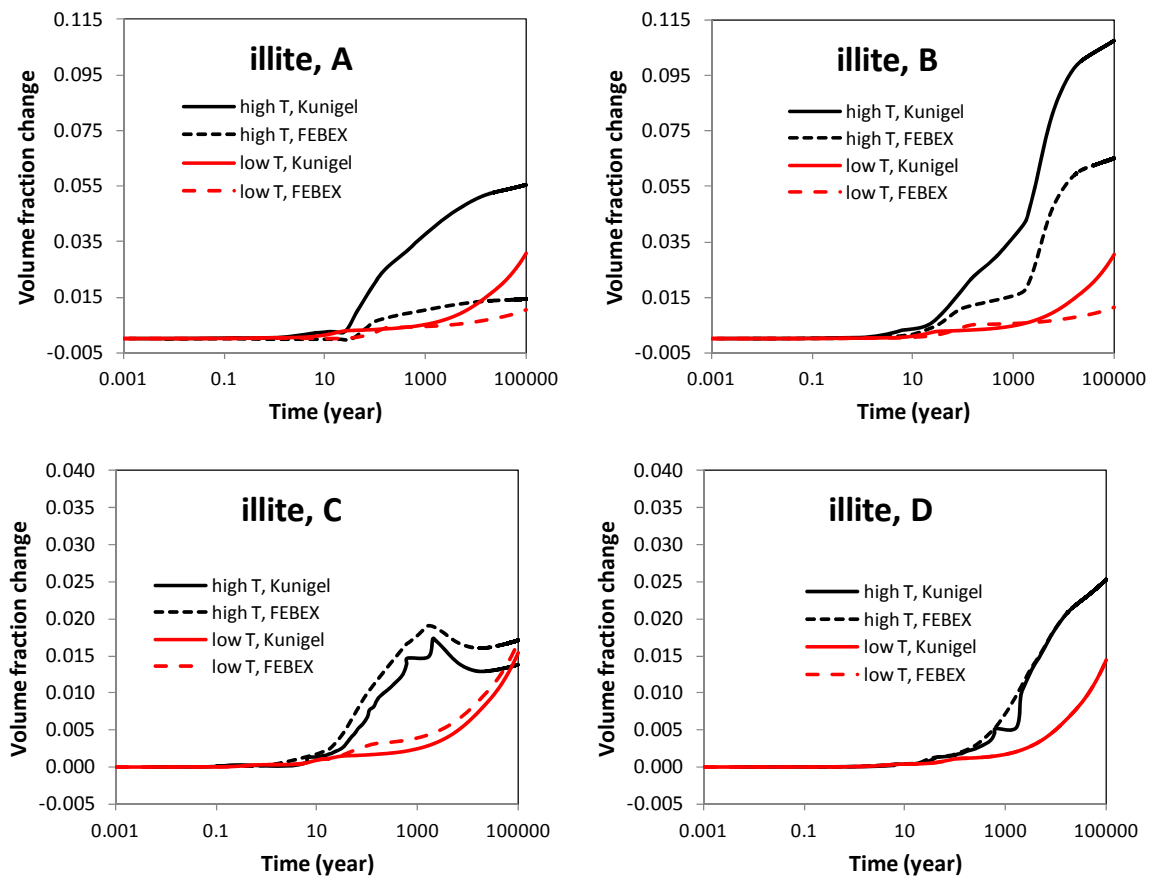 illite, A
Volume fraction change
0.115
0.095
0.075
0.055
0.035
0.015
-0.005
high T, Kunigel
high T, FEBEX
low T, Kunigel
low T, FEBEX
0.001
0.1
10
1000
100000
Time (year)
illite, B
Volume fraction change
0.115
0.095
0.075
0.055
0.035
0.015
-0.005
high T, Kunigel
high T, FEBEX
low T, Kunigel
low T, FEBEX
0.001
0.1
10
1000
100000
Time (year)
illite, C
Volume fraction change
0.040
0.035
0.030
0.025
0.020
0.015
0.010
0.005
0.000
-0.005
high T, Kunigel
high T, FEBEX
low T, Kunigel
low T, FEBEX
0.001
0.1
10
1000
100000
Time (year)
illite, D
Volume fraction change
0.040
0.035
0.030
0.025
0.020
0.015
0.010
0.005
0.000
-0.005
high T, Kunigel
high T, FEBEX
low T, Kunigel
low T, FEBEX
0.001
0.1
10
1000
100000
Time (year)